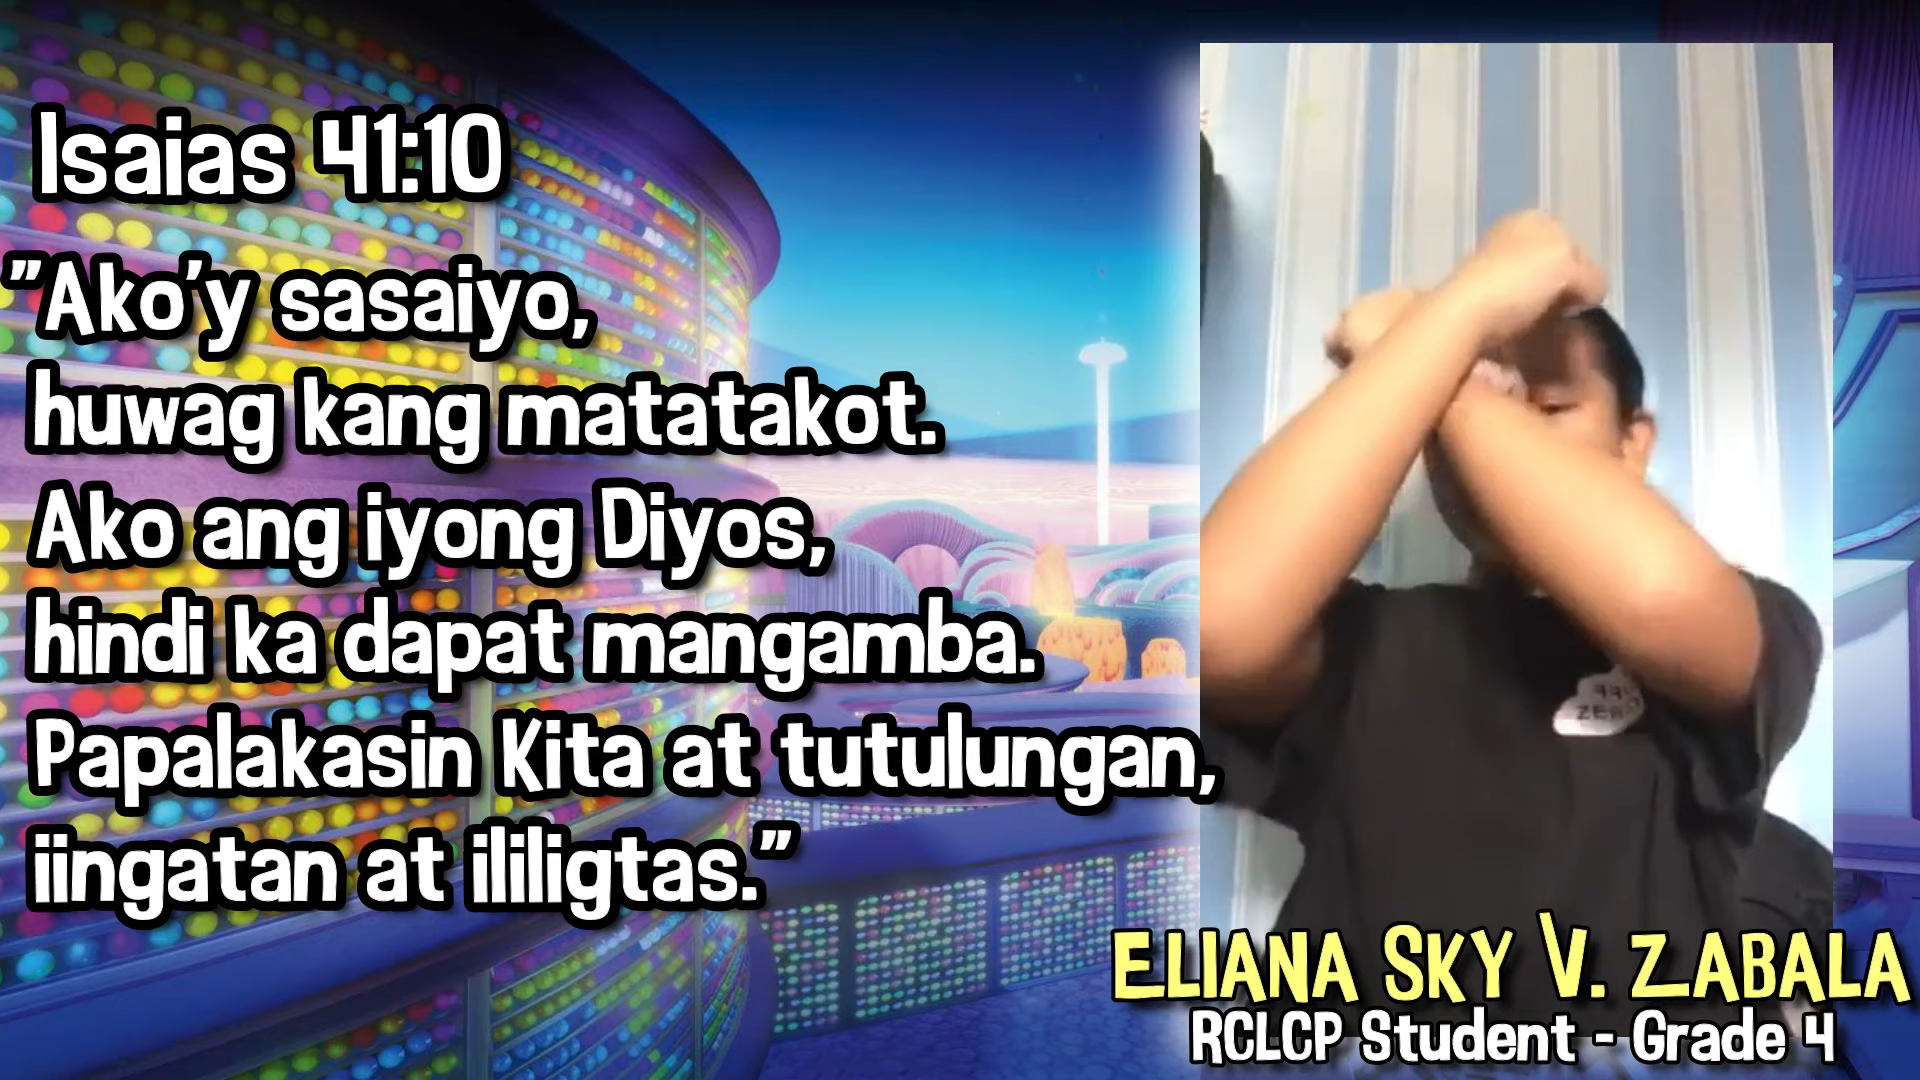 Isaias 41:10
"Ako'y sasaiyo,
huwag kang matatakot.
Ako ang iyong Diyos,
hindi ka dapat mangamba.
Papalakasin Kita at tutulungan,
iingatan at ililigtas."
ELIANA SKY V. ZABALA
RCLCP Student - Grade 4